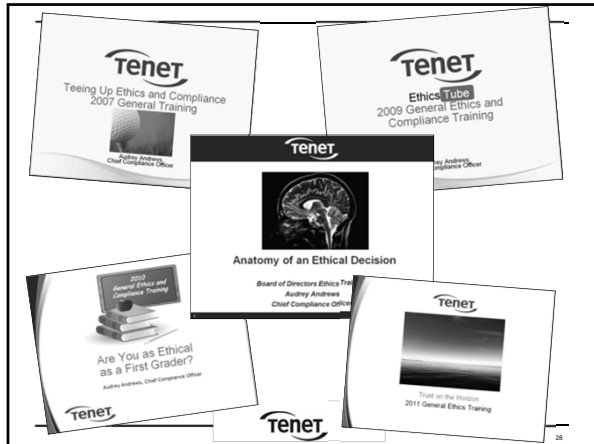 TENET
Teeing Up Ethics and Compliance
2007 General Training
Audrey Andrews
Chief Compliance Officer
TENET
Ethics Tube
2009 General Ethics and
Compliance Training
Andrews
Officer
TENET
Anatomy of an Ethical Decision
Board of Directors Ethics
Audrey Andrews
Chief Compliance Officer
2010
General Ethics and
Compliance Training
Are You as Ethical
as a First Grader?
Audrey Andrews, Chief Compliance Officer
TENET
TENET
Trust on the Horizon
2011 General Ethics Training
TENET
28